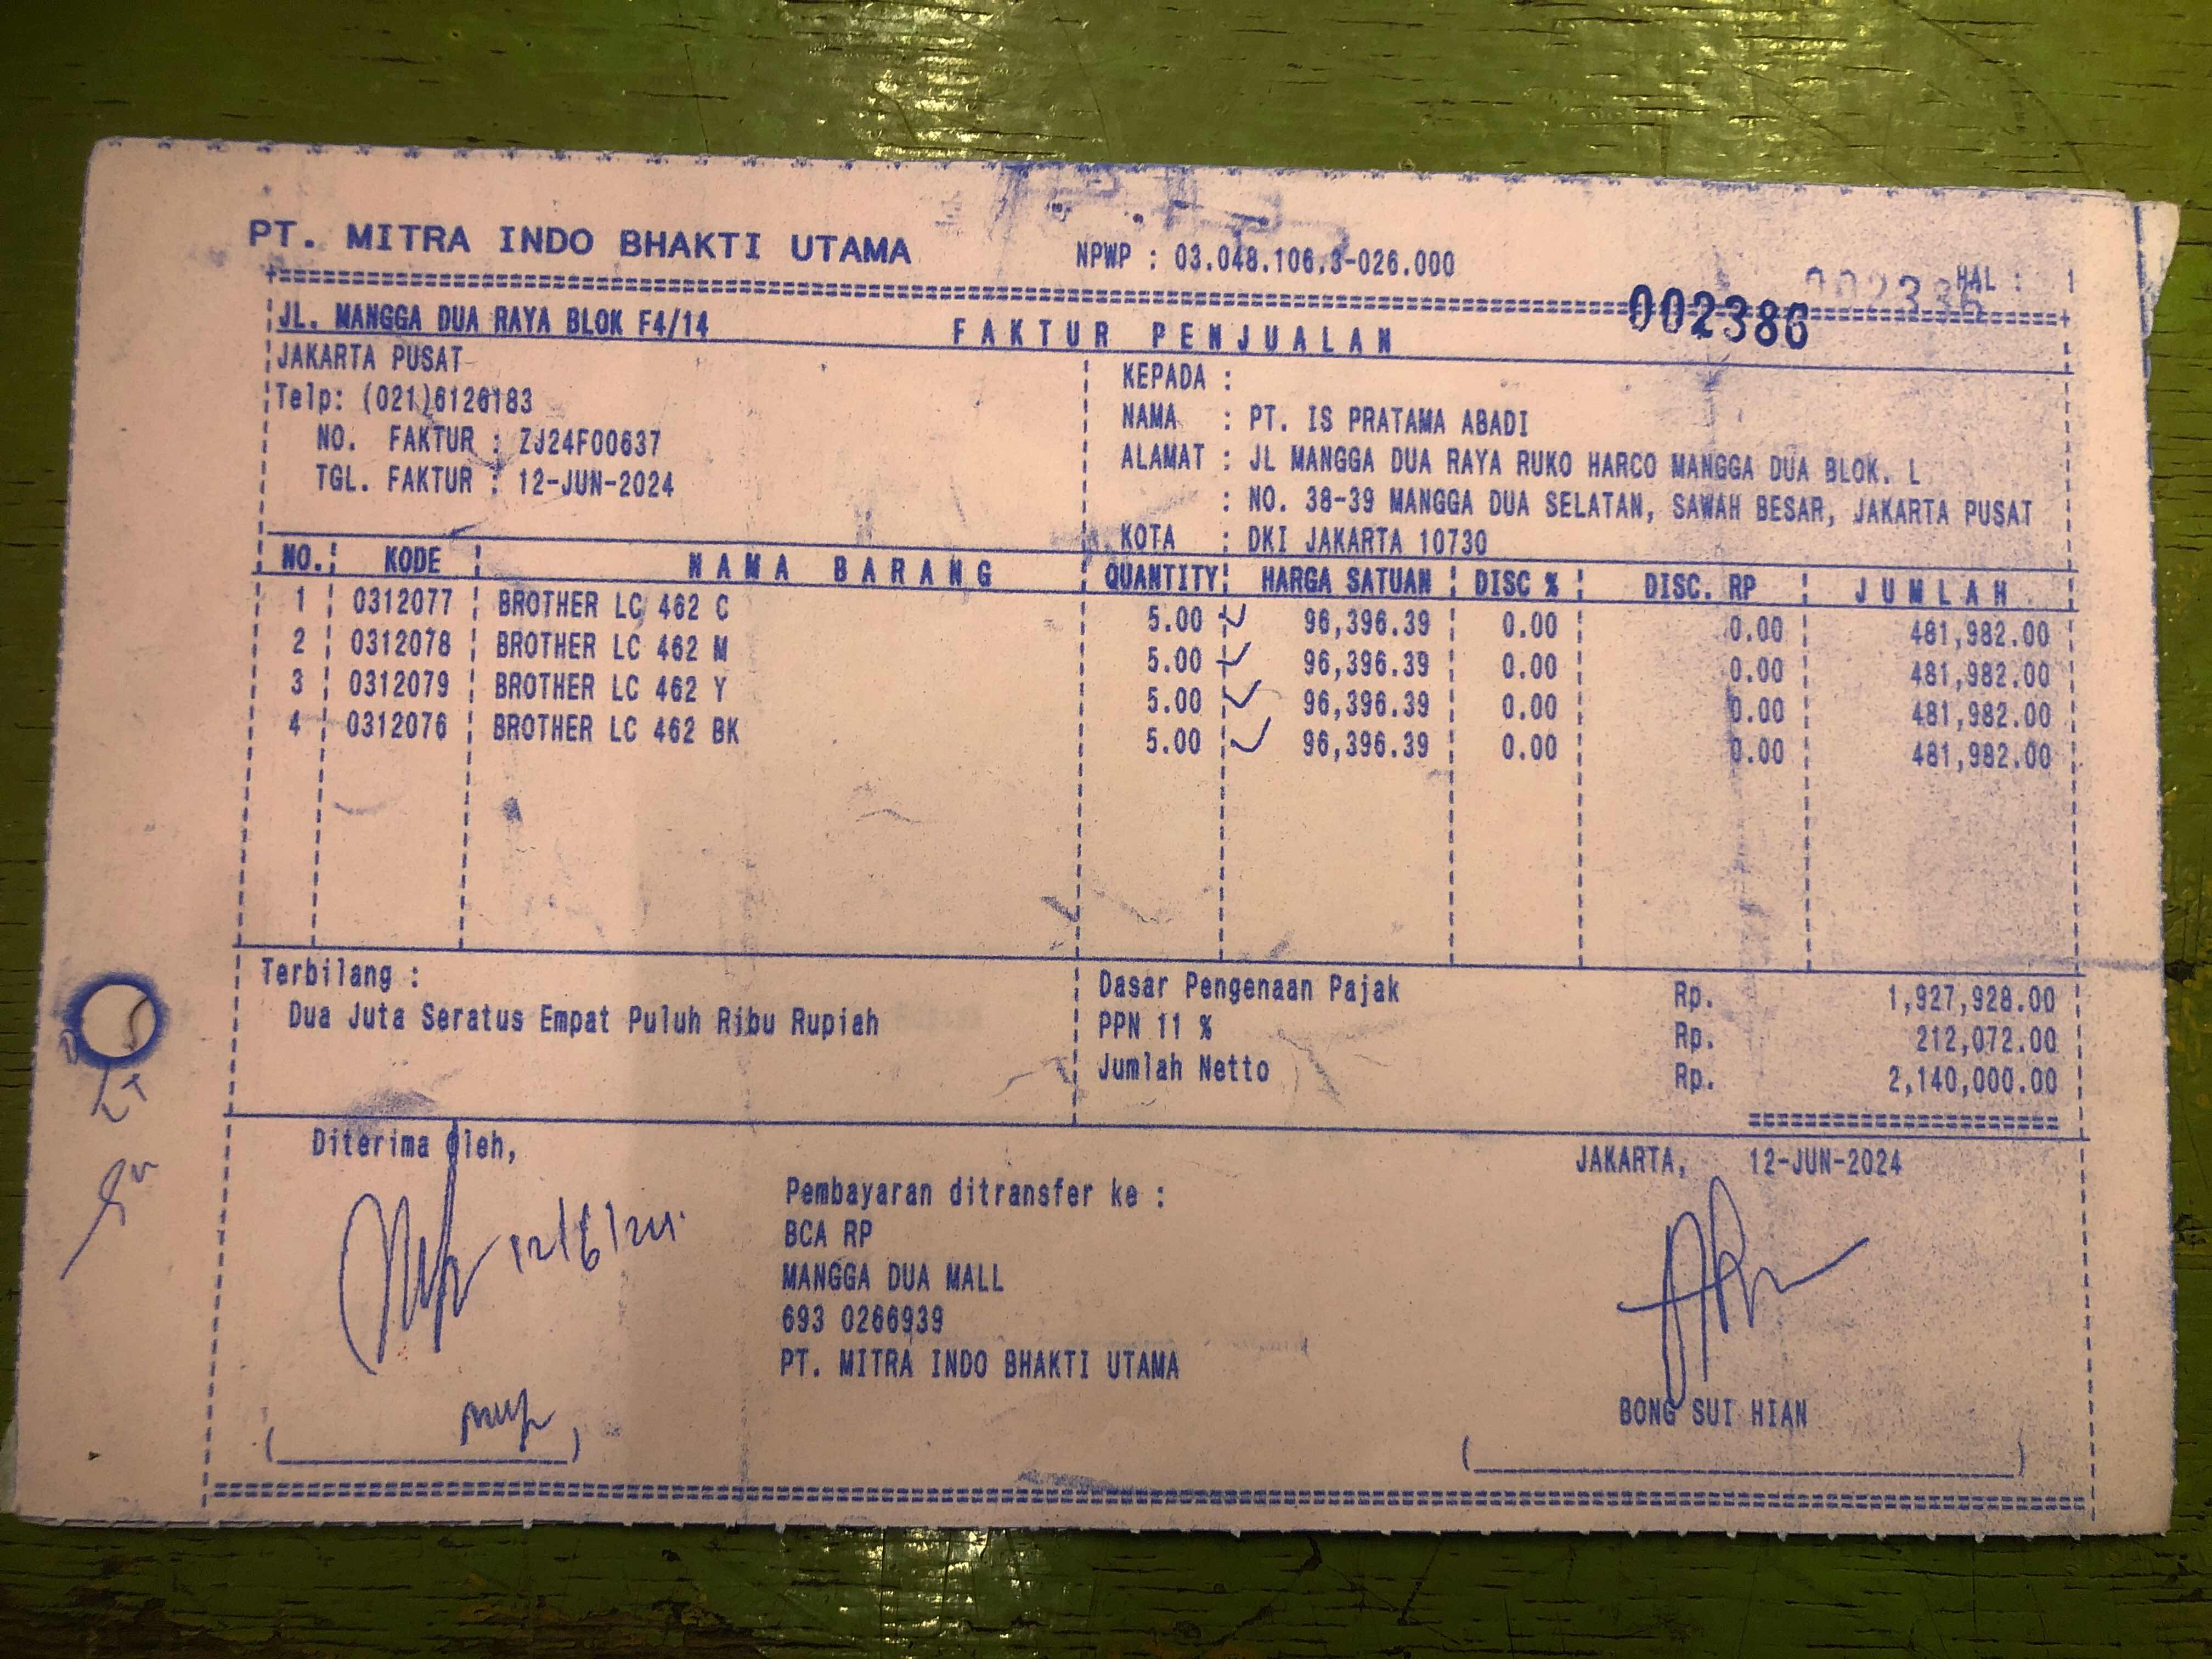 PT. MITRA INDO BHAKTI UTAMA NPWP : 03.048.106.3-026.000
HAL : 1
002386
002386
JL. MANGGA DUA RAYA BLOK F4/14
FAKTUR PENJUALAN
JAKARTA PUSAT
Telp: (021)6126183
NO. FAKTUR : ZJ24F00637
TGL. FAKTUR : 12-JUN-2024
KEPADA :
NAMA : PT. IS PRATAMA ABADI
ALAMAT : JL MANGGA DUA RAYA RUKO HARCO MANGGA DUA BLOK. L
: NO. 38-39 MANGGA DUA SELATAN, SAWAH BESAR, JAKARTA PUSAT
KOTA : DKI JAKARTA 10730
NO. KODE NAMA BARANG QUANTITY HARGA SATUAN DISC % DISC. RP JUMLAH
1 0312077 BROTHER LC 462 C 5.00 96,396.39 0.00 0.00 481,982.00
2 0312078 BROTHER LC 462 M 5.00 96,396.39 0.00 0.00 481,982.00
3 0312079 BROTHER LC 462 Y 5.00 96,396.39 0.00 0.00 481,982.00
4 0312076 BROTHER LC 462 BK 5.00 96,396.39 0.00 0.00 481,982.00
Terbilang :
Dua Juta Seratus Empat Puluh Ribu Rupiah
Dasar Pengenaan Pajak Rp. 1,927,928.00
PPN 11 % Rp. 212,072.00
Jumlah Netto Rp. 2,140,000.00
Diterima Oleh,
12/6/24.
Pembayaran ditransfer ke :
BCA RP
MANGGA DUA MALL
693 0266939
PT. MITRA INDO BHAKTI UTAMA
JAKARTA, 12-JUN-2024
BONG SUI HIAN